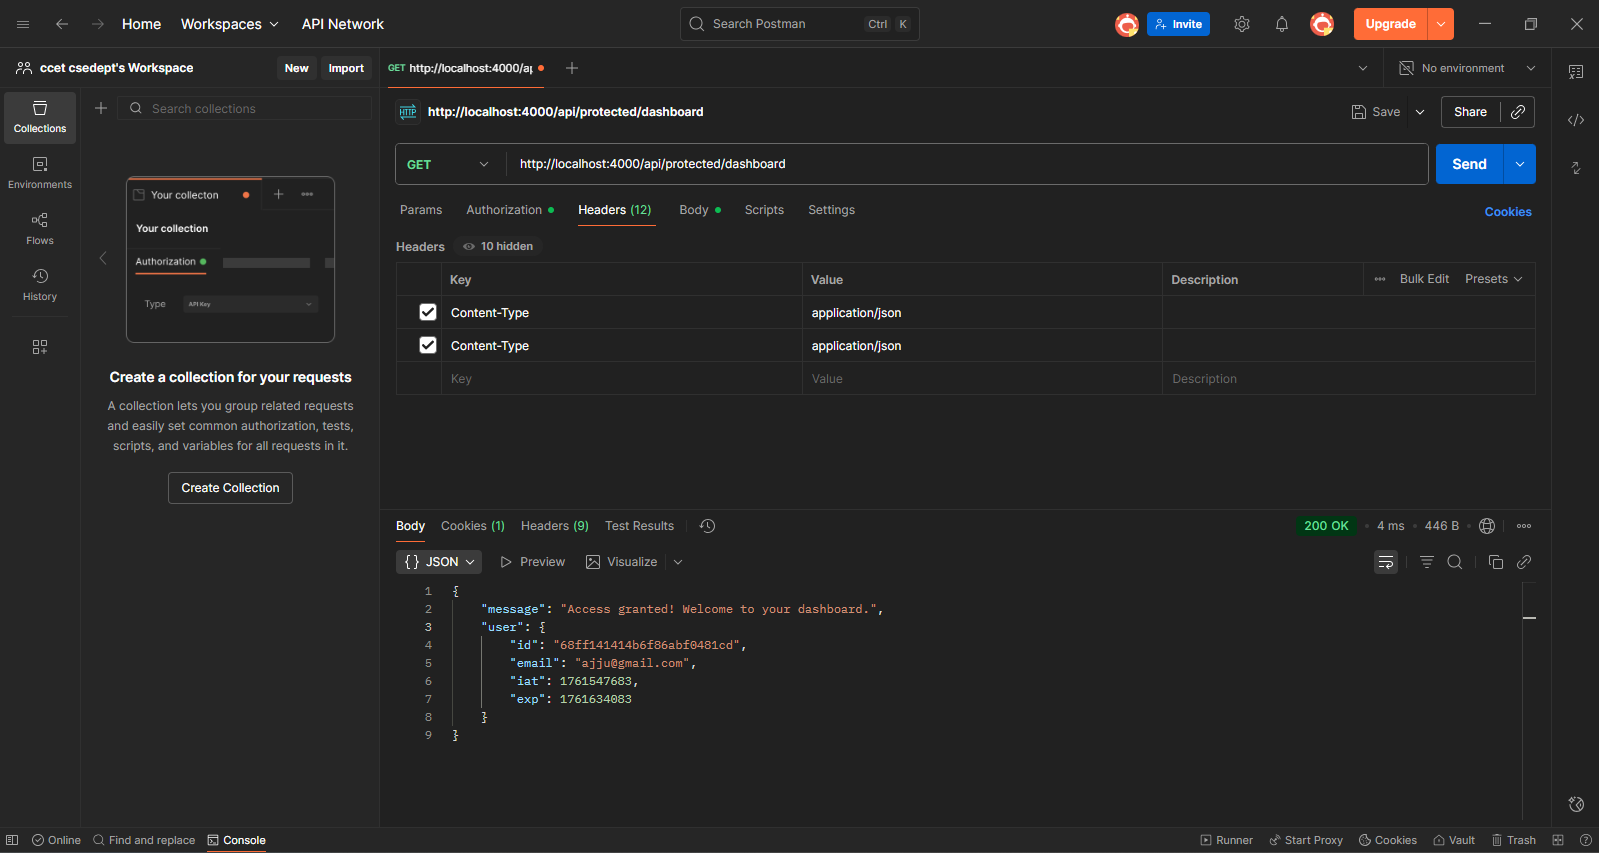 Home Workspaces API Network Search Postman Ctrl K Invite Upgrade
ccet csedept's Workspace New Import GET http://localhost:4000/ap No environment
Collections
Environments
Flows
History
Search collections
Your collecton
Your collection
Authorization
Type API Key
Create a collection for your requests
A collection lets you group related requests
and easily set common authorization, tests,
scripts, and variables for all requests in it.
Create Collection
HTTP http://localhost:4000/api/protected/dashboard Save Share
GET http://localhost:4000/api/protected/dashboard Send
Params Authorization Headers (12) Body Scripts Settings Cookies
Headers 10 hidden
Key Value Description Bulk Edit Presets
Content-Type application/json
Content-Type application/json
Key Value Description
Body Cookies (1) Headers (9) Test Results 200 OK 4 ms 446 B
{} JSON Preview Visualize
1 {
2 "message": "Access granted! Welcome to your dashboard.",
3 "user": {
4 "id": "68ff141414b6f86abf0481cd",
5 "email": "ajju@gmail.com",
6 "iat": 1761547683,
7 "exp": 1761634083
8 }
9 }
Online Find and replace Console Runner Start Proxy Cookies Vault Trash